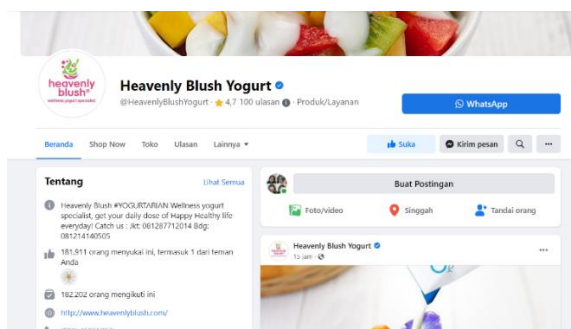 heavenly
blush
wellness yogurt specialist
Heavenly Blush Yogurt
@HeavenlyBlushYogurt · 4,7 100 ulasan · Produk/Layanan
WhatsApp
Beranda Shop Now Toko Ulasan Lainnya
Suka Kirim pesan
Tentang Lihat Semua
Heavenly Blush #YOGURTARIAN Wellness yogurt
specialist, get your daily dose of Happy Healthy life
everyday! Catch us : Jkt: 081287712014 Bdg:
081214140505
181.911 orang menyukai ini, termasuk 1 dari teman
Anda
182.202 orang mengikuti ini
http://www.heavenlyblush.com/
Buat Postingan
Foto/video Singgah Tandai orang
Heavenly Blush Yogurt
15 jam ·